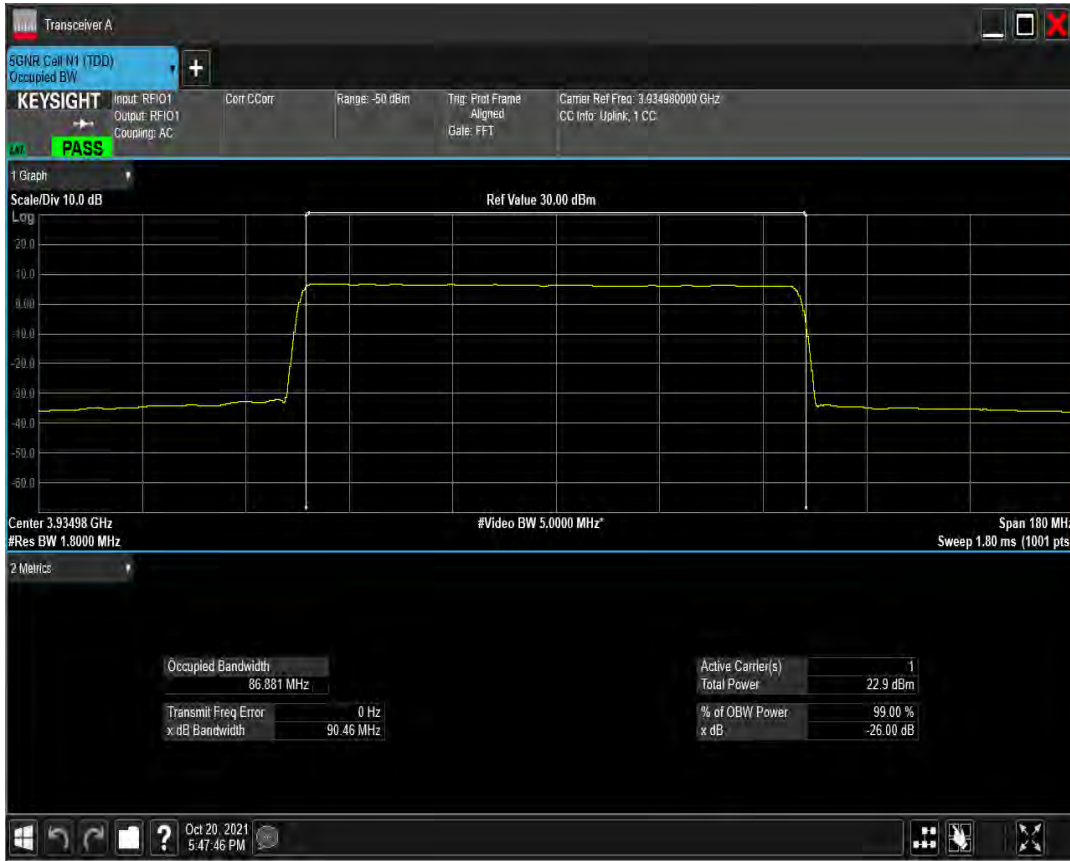 Transceiver A
5GNR Cell N1 (TDD)
Occupied BW
+
KEYSIGHT
Input: RFIO1
Output: RFIO1
Coupling: AC
Corr CCorr
Range: -50 dBm
Trig: Prot Frame
Aligned
Gate: FFT
Carrier Ref Freq: 3.934980000 GHz
CC Info: Uplink, 1 CC
PASS
1 Graph
Scale/Div 10.0 dB
Ref Value 30.00 dBm
Log
20.0
10.0
0.00
-10.0
-20.0
-30.0
-40.0
-50.0
-60.0
Center 3.93498 GHz
#Video BW 5.0000 MHz*
Span 180 MHz
#Res BW 1.8000 MHz
Sweep 1.80 ms (1001 pts
2 Metrics
Occupied Bandwidth
86.881 MHz
Transmit Freq Error 0 Hz
x dB Bandwidth 90.46 MHz
Active Carrier(s) 1
Total Power 22.9 dBm
% of OBW Power 99.00 %
x dB -26.00 dB
?
Oct 20, 2021
5:47:46 PM